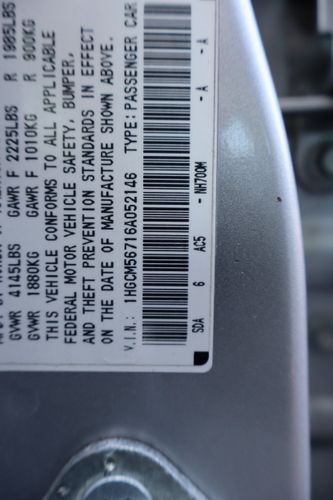 GVWR 4145LBS GAWR F 2225LBS R 1985LBS
GVWR 1880KG GAWR F 1010KG R 900KG
THIS VEHICLE CONFORMS TO ALL APPLICABLE
FEDERAL MOTOR VEHICLE SAFETY, BUMPER,
AND THEFT PREVENTION STANDARDS IN EFFECT
ON THE DATE OF MANUFACTURE SHOWN ABOVE.
V.I.N.: 1HGCM56716A052146 TYPE: PASSENGER CAR
SDA 6 AC5 - NH700M - A - A